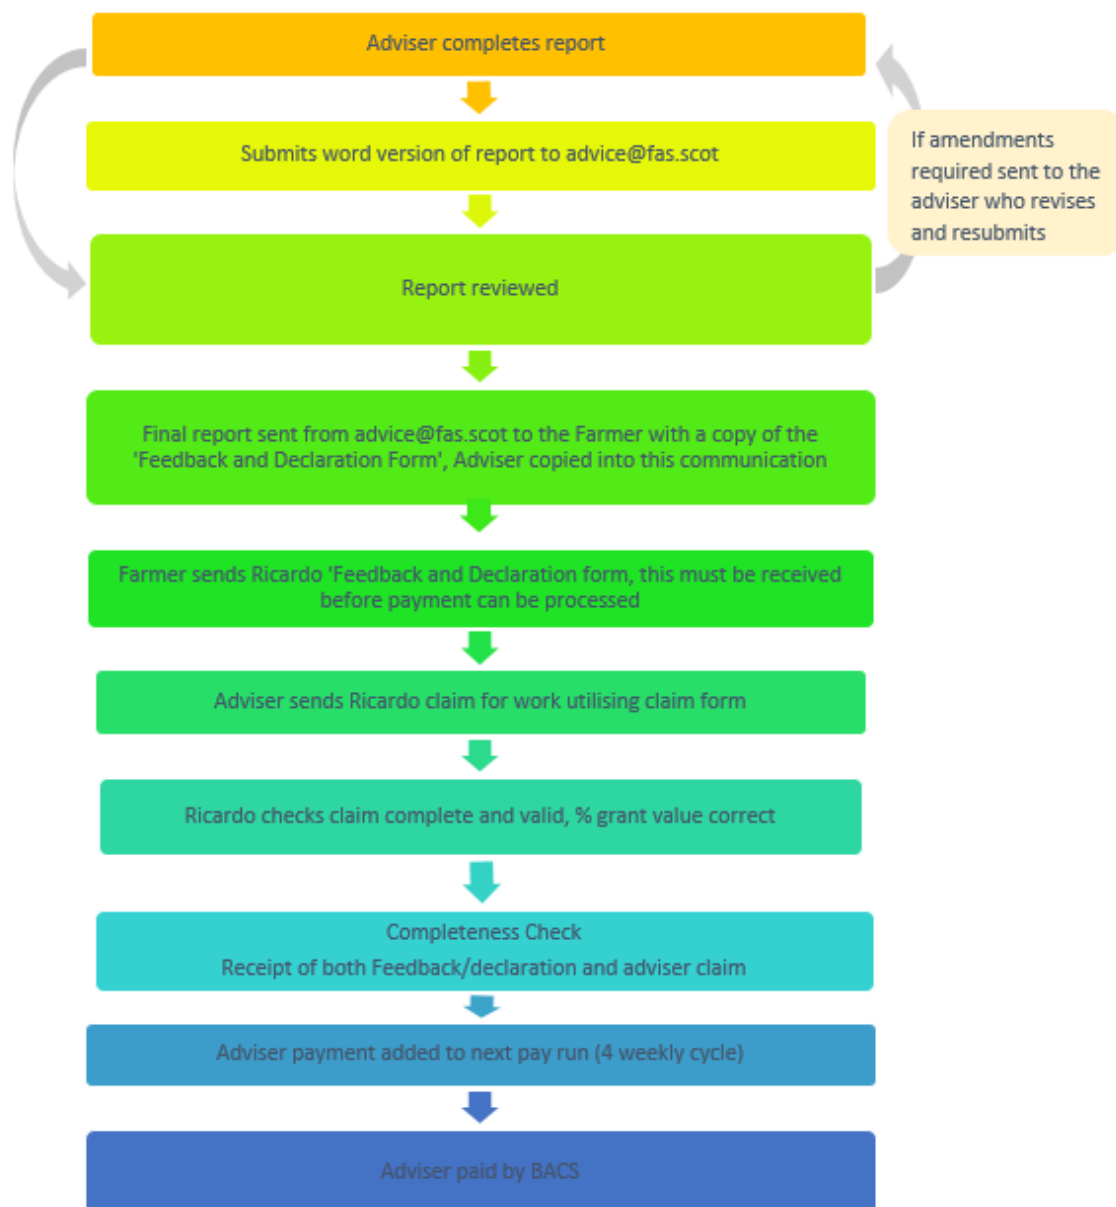 Adviser completes report
Submits word version of report to advice@fas.scot
If amendments
required sent to the
adviser who revises
and resubmits
Report reviewed
Final report sent from advice@fas.scot to the Farmer with a copy of the
'Feedback and Declaration Form', Adviser copied into this communication
Farmer sends Ricardo 'Feedback and Declaration form, this must be received
before payment can be processed
Adviser sends Ricardo claim for work utilising claim form
Ricardo checks claim complete and valid, % grant value correct
Completeness Check
Receipt of both Feedback/declaration and adviser claim
Adviser payment added to next pay run (4 weekly cycle)
Adviser paid by BACS